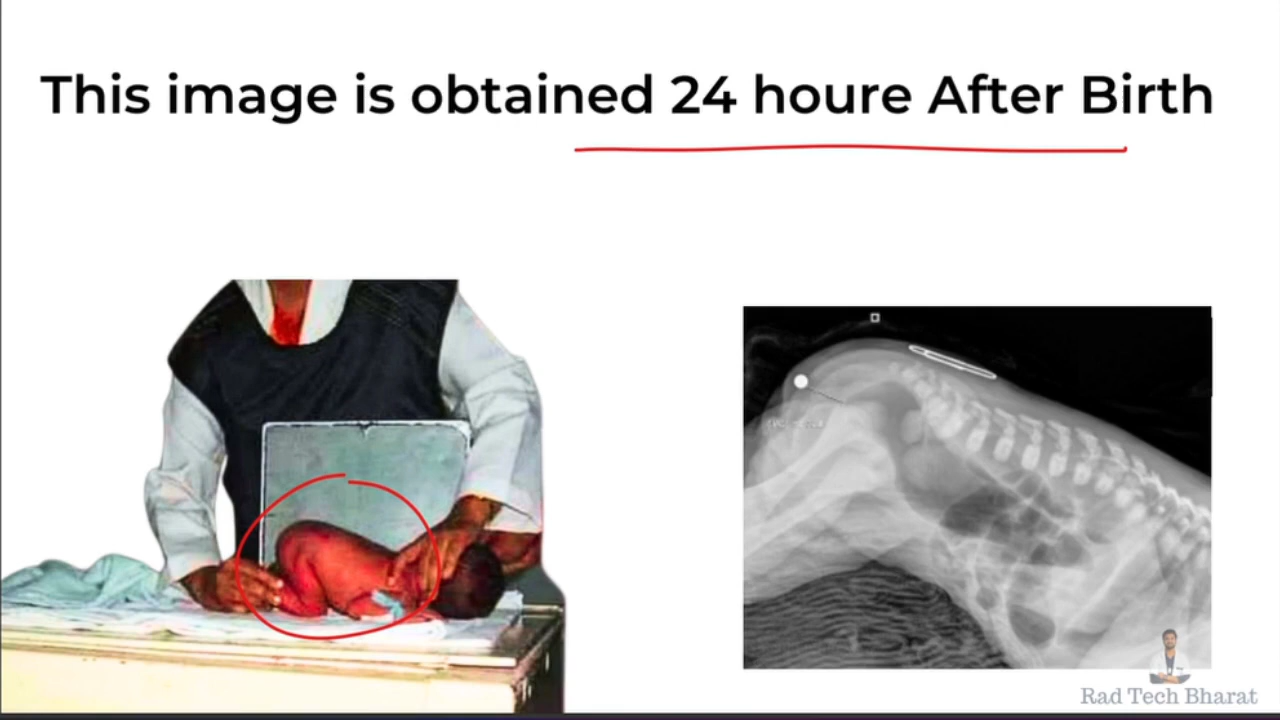 This image is obtained 24 houre After Birth
Rad Tech Bharat